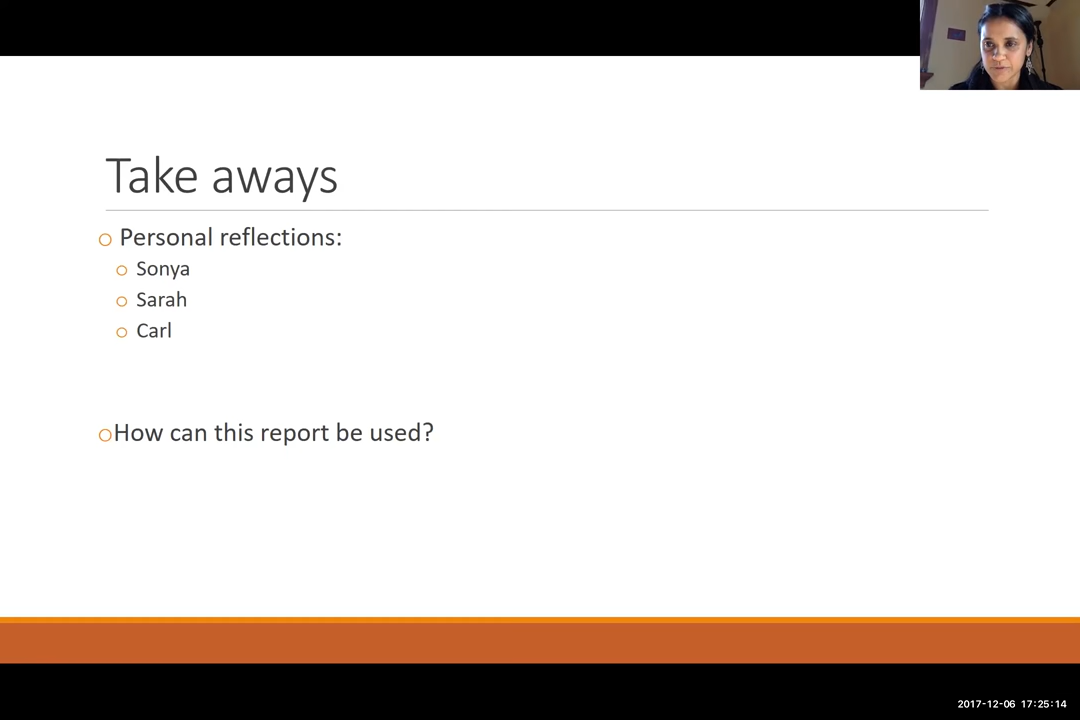 Take aways
Personal reflections:
Sonya
Sarah
Carl
How can this report be used?
2017-12-06 17:25:14